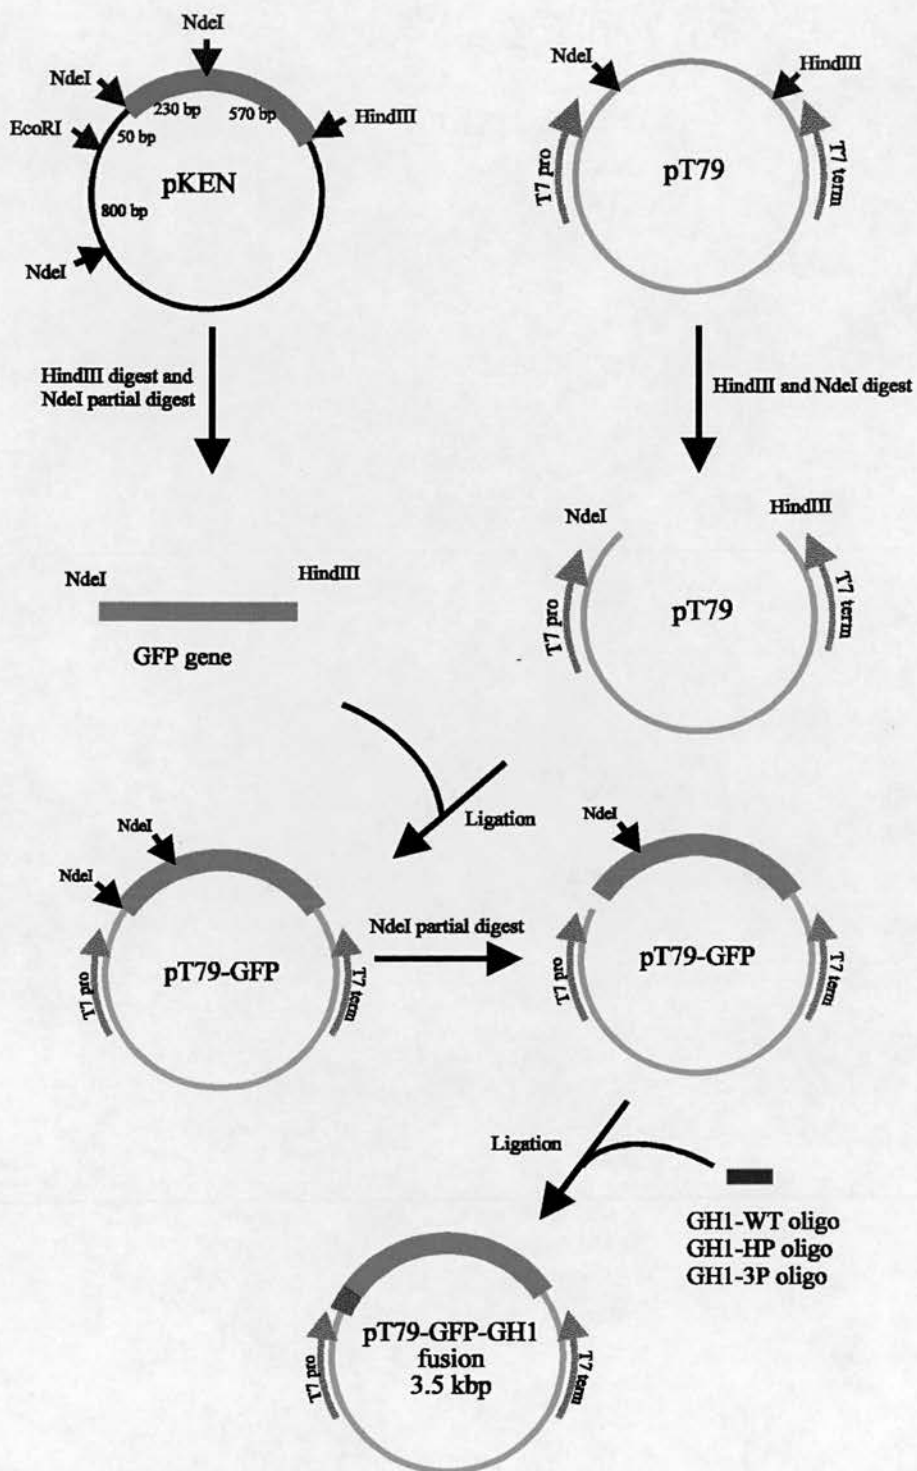 NdeI
NdeI
230 bp
570 bp
HindIII
EcoRI
50 bp
pKEN
800 bp
NdeI
NdeI
HindIII
T7 pro
pT79
T7 term
HindIII digest and
NdeI partial digest
HindIII and NdeI digest
NdeI
HindIII
GFP gene
NdeI
HindIII
T7 pro
pT79
T7 term
Ligation
NdeI
NdeI
T7 pro
pT79-GFP
T7 term
NdeI partial digest
NdeI
T7 pro
pT79-GFP
T7 term
Ligation
GH1-WT oligo
GH1-HP oligo
GH1-3P oligo
T7 pro
pT79-GFP-GH1
fusion
3.5 kbp
T7 term